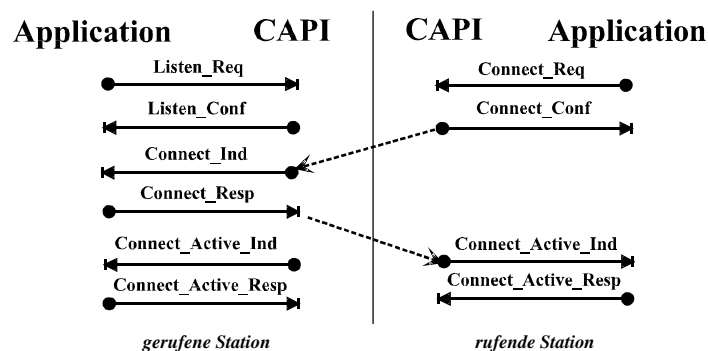 Application CAPI CAPI Application
Listen_Req Connect_Req
Listen_Conf Connect_Conf
Connect_Ind
Connect_Resp
Connect_Active_Ind Connect_Active_Ind
Connect_Active_Resp Connect_Active_Resp
gerufene Station rufende Station